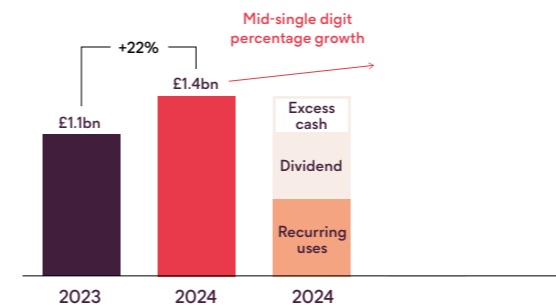 Mid-single digit
percentage growth
+22%
£1.4bn
£1.1bn
Excess
cash
Dividend
Recurring
uses
2023
2024
2024